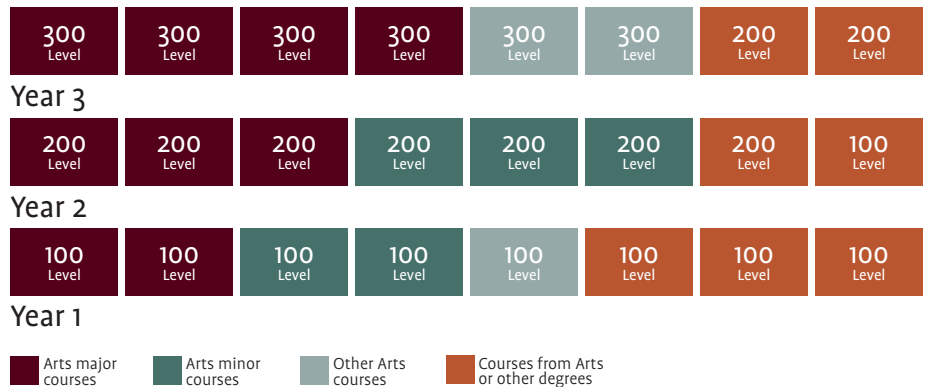 300 300 300 300 300 300 200 200
Level Level Level Level Level Level Level Level
Year 3
200 200 200 200 200 200 200 100
Level Level Level Level Level Level Level Level
Year 2
100 100 100 100 100 100 100 100
Level Level Level Level Level Level Level Level
Year 1
Arts major Arts minor Other Arts Courses from Arts
courses courses courses or other degrees